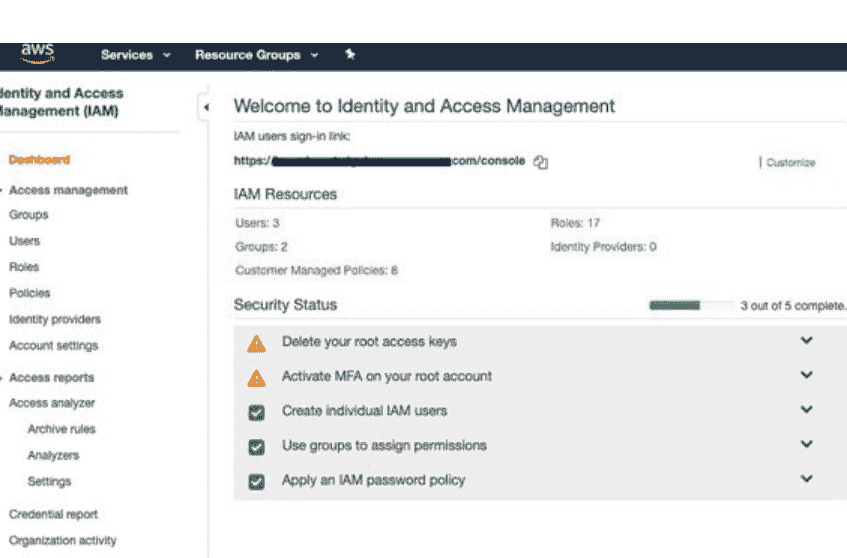 aws
Services
Resource Groups
dentity and Access
Management (IAM)
Dashboard
Access management
Groups
Users
Roles
Policies
Identity providers
Account settings
Access reports
Access analyzer
Archive rules
Analyzers
Settings
Credential report
Organization activity
Welcome to Identity and Access Management
IAM users sign-in link:
https:/ com/console
Customize
IAM Resources
Users: 3
Roles: 17
Groups: 2
Identity Providers: 0
Customer Managed Policies: 8
Security Status
3 out of 5 complete.
Delete your root access keys
Activate MFA on your root account
Create individual IAM users
Use groups to assign permissions
Apply an IAM password policy